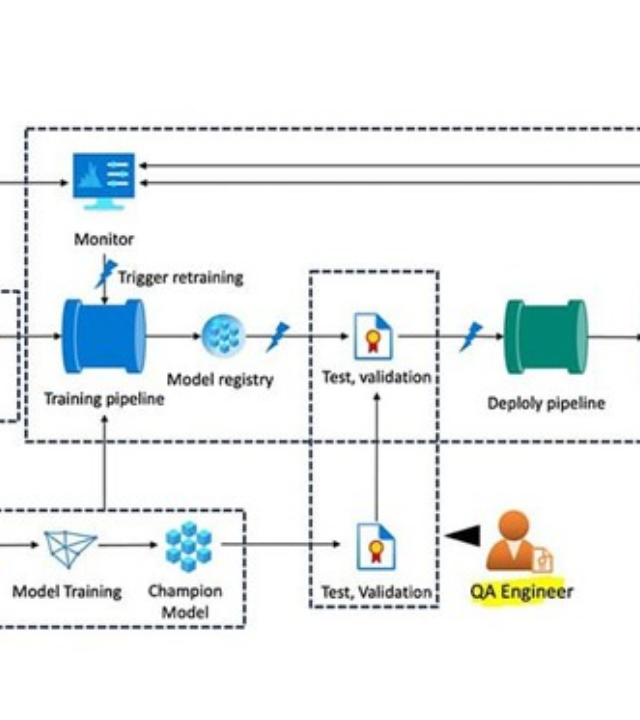 Monitor
Trigger retraining
Training pipeline
Model registry
Test, validation
Deploly pipeline
Model Training
Champion
Model
Test, Validation
QA Engineer